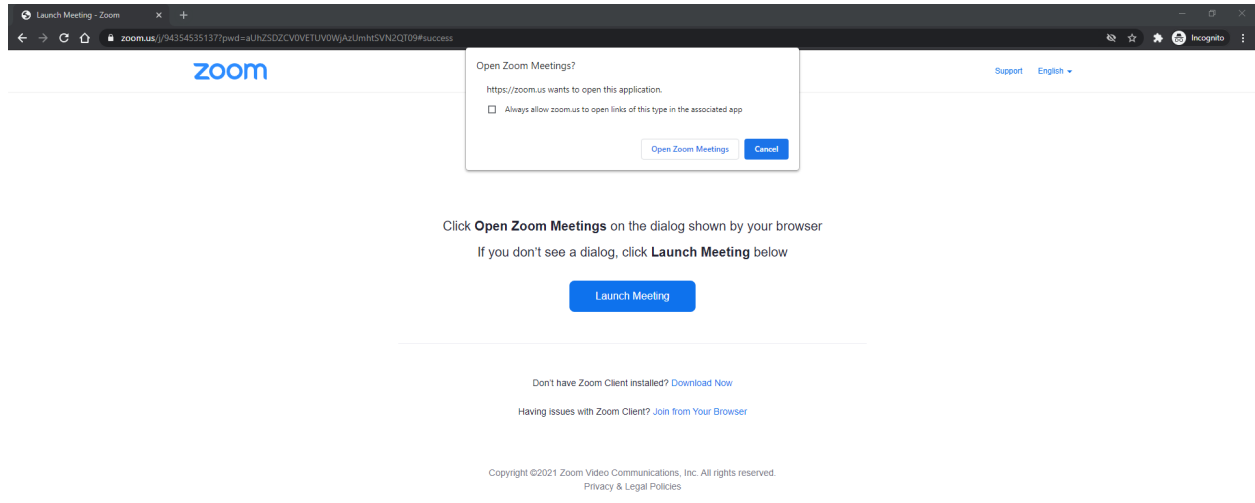 Launch Meeting - Zoom
zoom.us/j/94354535137?pwd=aUhZSDZCV0VETUV0WjAzUmhtSVN2QT09#success
Incognito
zoom
Support English
Open Zoom Meetings?
https://zoom.us wants to open this application.
Always allow zoom.us to open links of this type in the associated app
Open Zoom Meetings Cancel
Click Open Zoom Meetings on the dialog shown by your browser
If you don't see a dialog, click Launch Meeting below
Launch Meeting
Don't have Zoom Client installed? Download Now
Having issues with Zoom Client? Join from Your Browser
Copyright ©2021 Zoom Video Communications, Inc. All rights reserved.
Privacy & Legal Policies